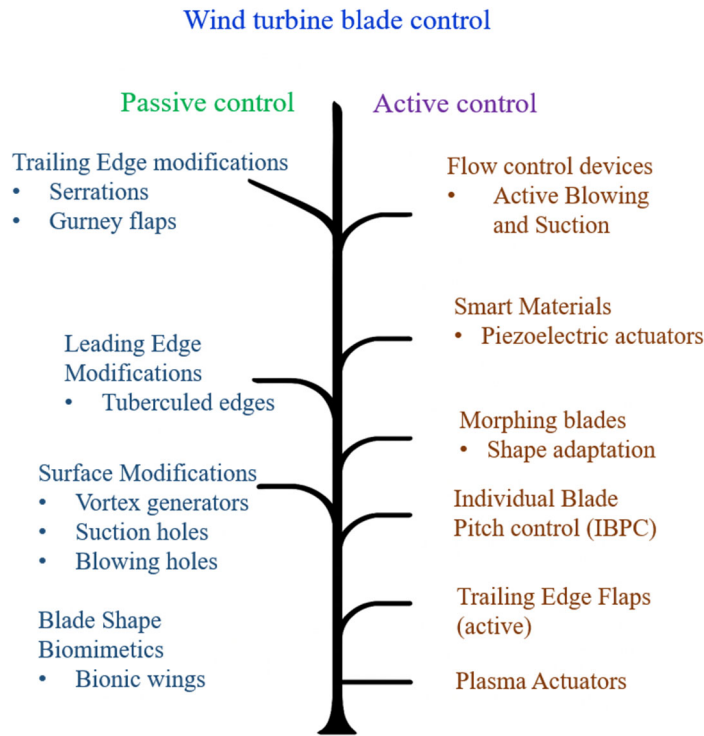 Wind turbine blade control
Passive control
Trailing Edge modifications
• Serrations
• Gurney flaps
Leading Edge
Modifications
• Tuberculed edges
Surface Modifications
• Vortex generators
• Suction holes
• Blowing holes
Blade Shape
Biomimetics
• Bionic wings
Active control
Flow control devices
• Active Blowing
and Suction
Smart Materials
• Piezoelectric actuators
Morphing blades
• Shape adaptation
Individual Blade
Pitch control (IBPC)
Trailing Edge Flaps
(active)
Plasma Actuators